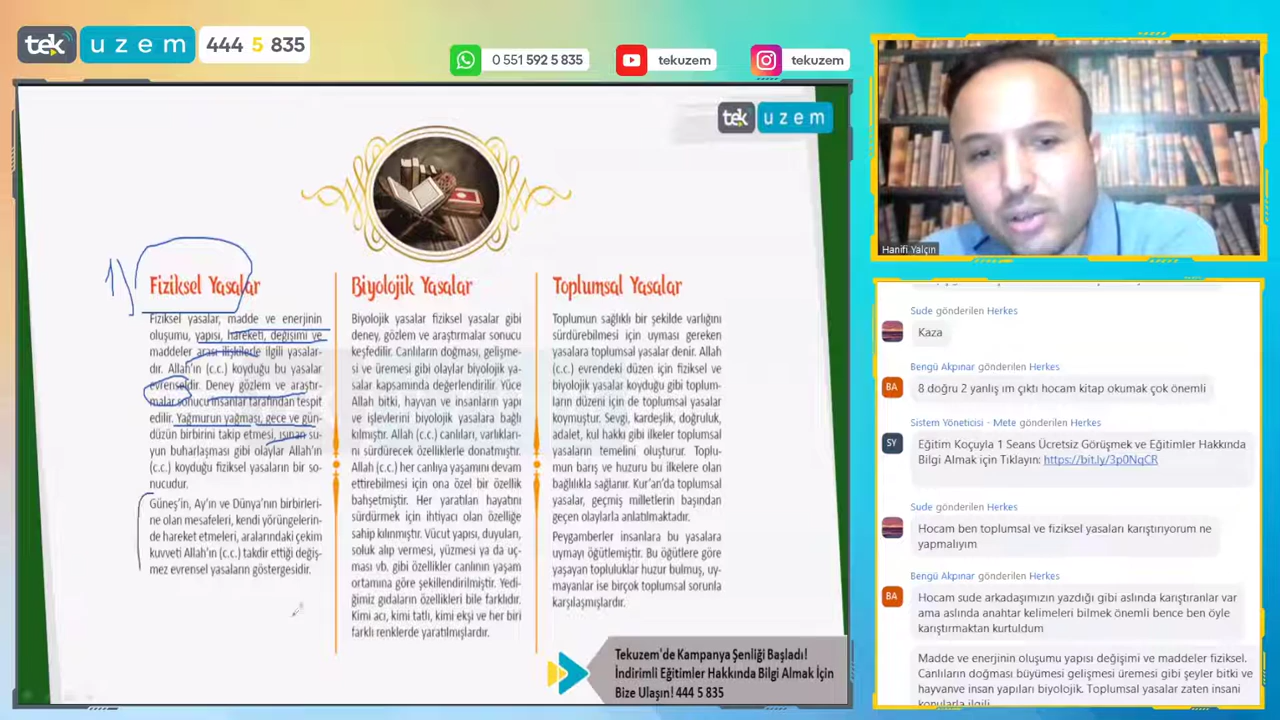 tek uzem 444 5 835
0 551 592 5 835
tekuzem
tekuzem
tek uzem
Hanifi Yalçın
1)
Fiziksel Yasalar
Fiziksel yasalar, madde ve enerjinin
oluşumu, yapısı, hareketi, değişimi ve
maddeler arası ilişkilerle ilgili yasalar-
dır. Allah'ın (c.c.) koyduğu bu yasalar
evrenseldir. Deney gözlem ve araştır-
malar sonucu insanlar tarafından tespit
edilir. Yağmurun yağması, gece ve gün-
düzün birbirini takip etmesi, ısınan su-
yun buharlaşması gibi olaylar Allah'ın
(c.c.) koyduğu fiziksel yasaların bir so-
nucudur.
Güneş'in, Ay'ın ve Dünya'nın birbirleri-
ne olan mesafeleri, kendi yörüngelerin-
de hareket etmeleri, aralarındaki çekim
kuvveti Allah'ın (c.c.) takdir ettiği değiş-
mez evrensel yasaların göstergesidir.
Biyolojik Yasalar
Biyolojik yasalar fiziksel yasalar gibi
deney, gözlem ve araştırmalar sonucu
keşfedilir. Canlıların doğması, gelişme-
si ve üremesi gibi olaylar biyolojik ya-
salar kapsamında değerlendirilir. Yüce
Allah bitki, hayvan ve insanların yapı
ve işlevlerini biyolojik yasalara bağlı
kılmıştır. Allah (c.c.) canlıları, varlıkları-
nı sürdürecek özelliklerle donatmıştır.
Allah (c.c.) her canlıya yaşamını devam
ettirebilmesi için ona özel bir özellik
bahşetmiştir. Her yaratılan hayatını
sürdürmek için ihtiyacı olan özelliğe
sahip kılınmıştır. Vücut yapısı, duyuları,
soluk alıp vermesi, yüzmesi ya da uç-
ması vb. gibi özellikler canlının yaşam
ortamına göre şekillendirilmiştir. Yedi-
ğimiz gıdaların özellikleri bile farklıdır.
Kimi acı, kimi tatlı, kimi ekşi ve her biri
farklı renklerde yaratılmışlardır.
Toplumsal Yasalar
Toplumun sağlıklı bir şekilde varlığını
sürdürebilmesi için uyması gereken
yasalara toplumsal yasalar denir. Allah
(c.c.) evrendeki düzen için fiziksel ve
biyolojik yasalar koyduğu gibi toplum-
ların düzeni için de toplumsal yasalar
koymuştur. Sevgi, kardeşlik, doğruluk,
adalet, kul hakkı gibi ilkeler toplumsal
yasaların temelini oluşturur. Toplu-
mun barış ve huzuru bu ilkelere olan
bağlılıkla sağlanır. Kur'an'da toplumsal
yasalar, geçmiş milletlerin başından
geçen olaylarla anlatılmaktadır.
Peygamberler insanlara bu yasalara
uymayı öğütlemiştir. Bu öğütlere göre
yaşayan topluluklar huzur bulmuş, uy-
mayanlar ise birçok toplumsal sorunla
karşılaşmışlardır.
Tekuzem'de Kampanya Şenliği Başladı!
İndirimli Eğitimler Hakkında Bilgi Almak İçin
Bize Ulaşın! 444 5 835
Sude gönderilen Herkes
Kaza
Bengü Akpınar gönderilen Herkes
BA
8 doğru 2 yanlış ım çıktı hocam kitap okumak çok önemli
Sistem Yöneticisi - Mete gönderilen Herkes
SY
Eğitim Koçuyla 1 Seans Ücretsiz Görüşmek ve Eğitimler Hakkında
Bilgi Almak için Tıklayın: https://bit.ly/3p0NqCR
Sude gönderilen Herkes
Hocam ben toplumsal ve fiziksel yasaları karıştırıyorum ne
yapmalıyım
Bengü Akpınar gönderilen Herkes
BA
Hocam sude arkadaşımızın yazdığı gibi aslında karıştıranlar var
ama aslında anahtar kelimeleri bilmek önemli bence ben öyle
karıştırmaktan kurtuldum
Madde ve enerjinin oluşumu yapısı değişimi ve maddeler fiziksel.
Canlıların doğması büyümesi gelişmesi üremesi gibi şeyler bitki ve
hayvanve insan yapıları biyolojik. Toplumsal yasalar zaten insani
konularla ilgili